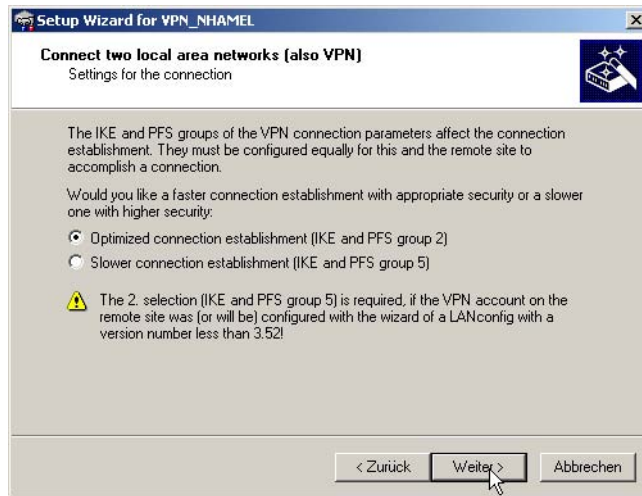 Setup Wizard for VPN_NHAMEL
Connect two local area networks (also VPN)
Settings for the connection
The IKE and PFS groups of the VPN connection parameters affect the connection
establishment. They must be configured equally for this and the remote site to
accomplish a connection.
Would you like a faster connection establishment with appropriate security or a slower
one with higher security:
Optimized connection establishment (IKE and PFS group 2)
Slower connection establishment (IKE and PFS group 5)
The 2. selection (IKE and PFS group 5) is required, if the VPN account on the
remote site was (or will be) configured with the wizard of a LANconfig with a
version number less than 3.52!
< Zurück Weiter > Abbrechen